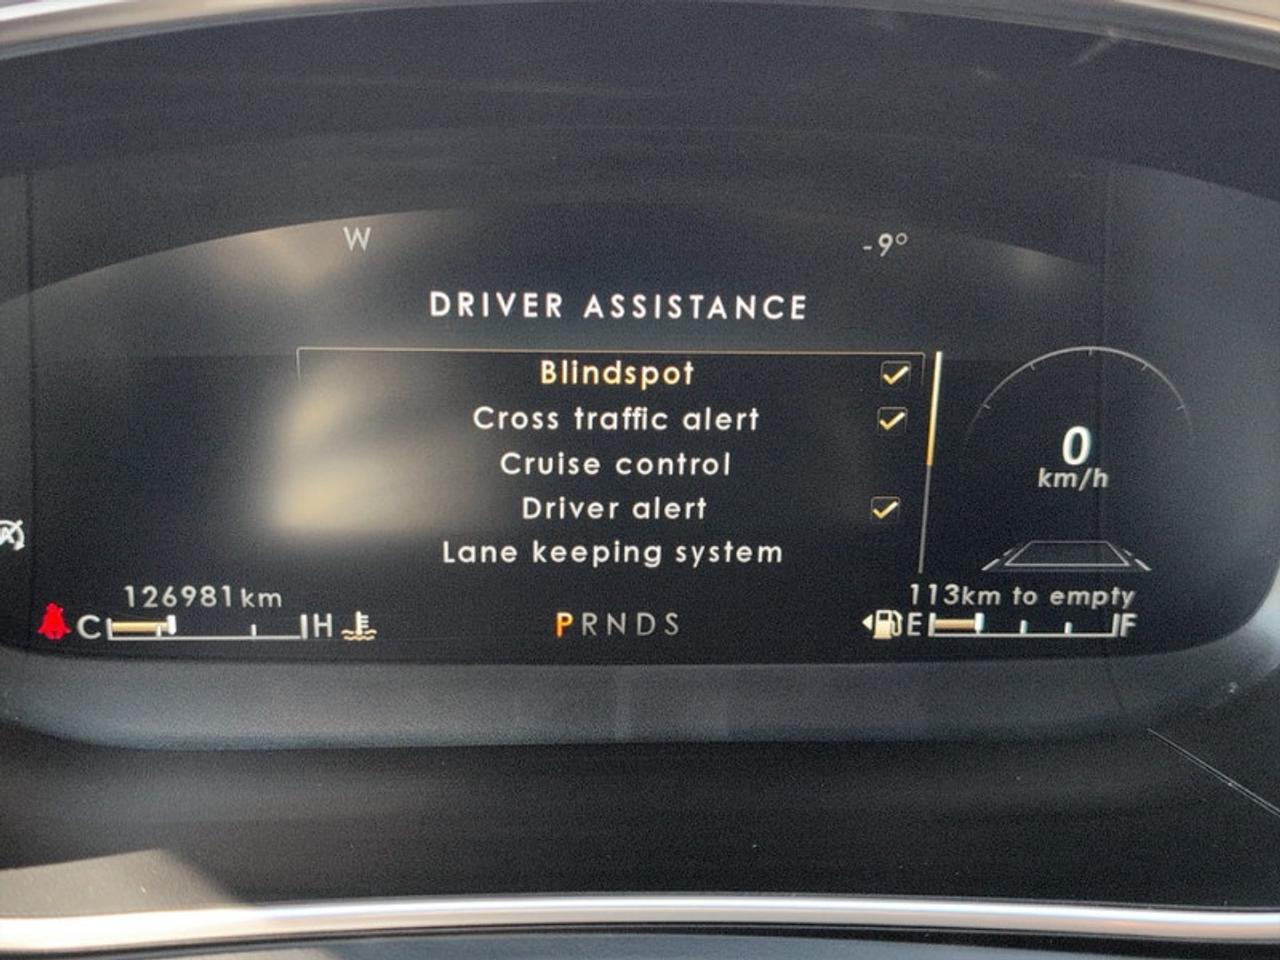 W
-9°
DRIVER ASSISTANCE
Blindspot
Cross traffic alert
Cruise control
Driver alert
Lane keeping system
0
km/h
126981km
113km to empty
C H
PRNDS
E F